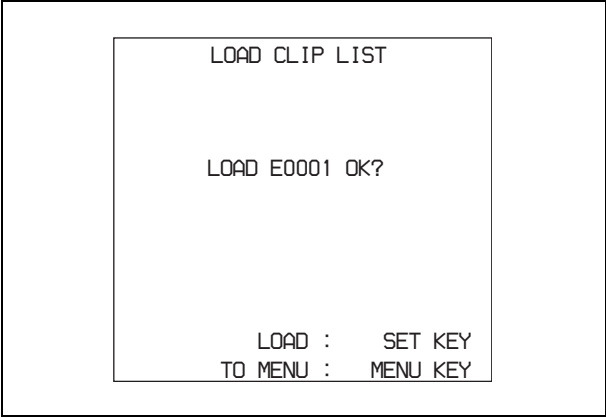 LOAD CLIP LIST
LOAD E0001 OK?
LOAD : SET KEY
TO MENU : MENU KEY